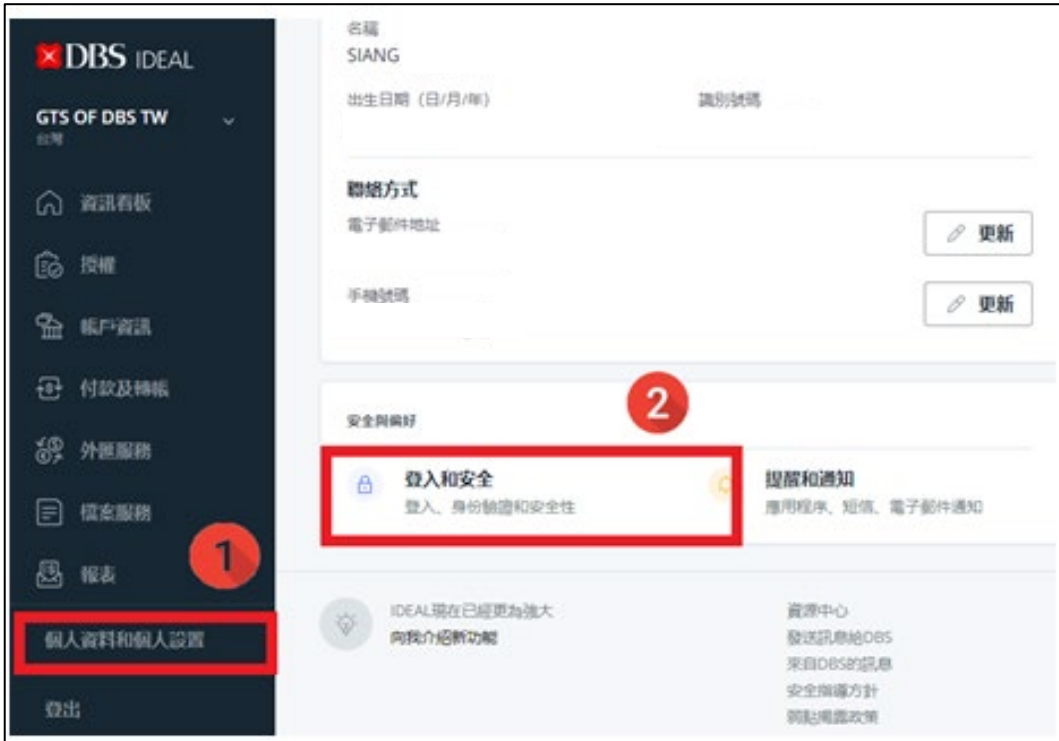 DBS IDEAL
GTS OF DBS TW
台灣
資訊看板
授權
帳戶資訊
付款及轉帳
外匯服務
檔案服務
報表
1
個人資料和個人設置
登出
名稱
SIANG
出生日期（日/月/年）
識別號碼
聯絡方式
電子郵件地址
更新
手機號碼
更新
2
安全與偏好
登入和安全
登入、身份驗證和安全性
提醒和通知
應用程序、短信、電子郵件通知
IDEAL現在已經更為強大
向我介紹新功能
資源中心
發送訊息給DBS
來自DBS的訊息
安全指導方針
弱點揭露政策